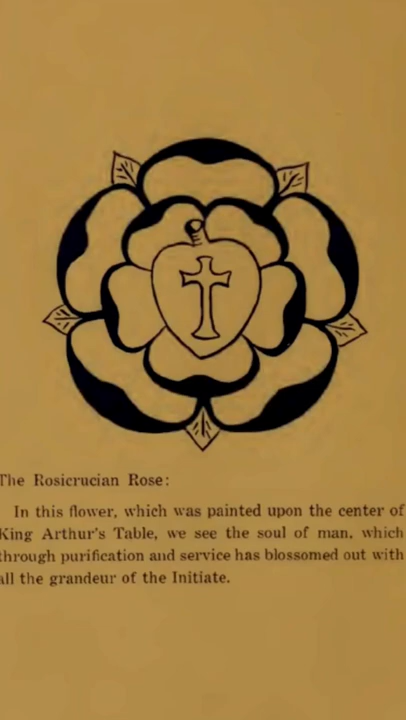 The Rosicrucian Rose:
In this flower, which was painted upon the center of
King Arthur's Table, we see the soul of man, which
through purification and service has blossomed out with
all the grandeur of the Initiate.